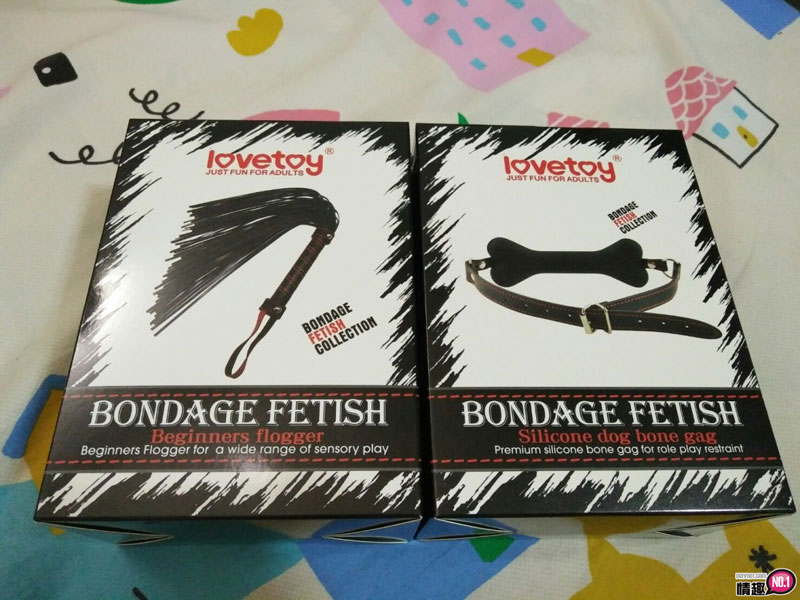 lovetoy®
JUST FUN FOR ADULTS
BONDAGE
FETISH
COLLECTION
BONDAGE FETISH
Beginners flogger
Beginners Flogger for a wide range of sensory play
lovetoy®
JUST FUN FOR ADULTS
BONDAGE
FETISH
COLLECTION
BONDAGE FETISH
Silicone dog bone gag
Premium silicone bone gag for role play restraint
情趣
NO.1